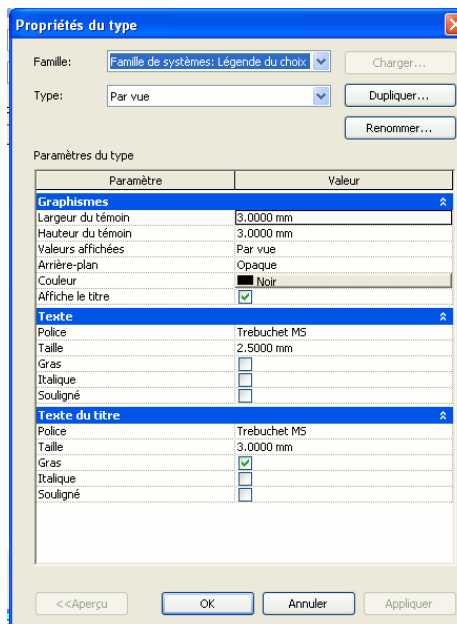 Propriétés du type
Famille: Famille de systèmes: Légende du choix Charger...
Type: Par vue Dupliquer...
Renommer...
Paramètres du type
Paramètre Valeur
Graphismes
Largeur du témoin 3.0000 mm
Hauteur du témoin 3.0000 mm
Valeurs affichées Par vue
Arrière-plan Opaque
Couleur Noir
Affiche le titre
Texte
Police Trebuchet MS
Taille 2.5000 mm
Gras
Italique
Souligné
Texte du titre
Police Trebuchet MS
Taille 3.0000 mm
Gras
Italique
Souligné
<<Aperçu OK Annuler Appliquer